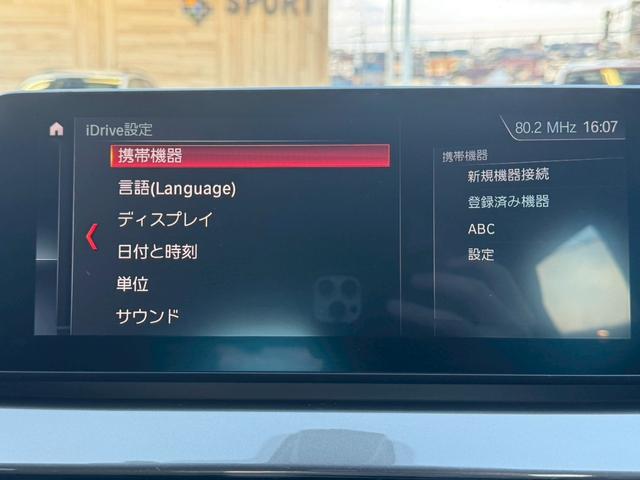 SPORT
iDrive設定
80.2 MHz 16:07
携帯機器
言語(Language)
ディスプレイ
日付と時刻
単位
サウンド
携帯機器
新規機器接続
登録済み機器
ABC
設定